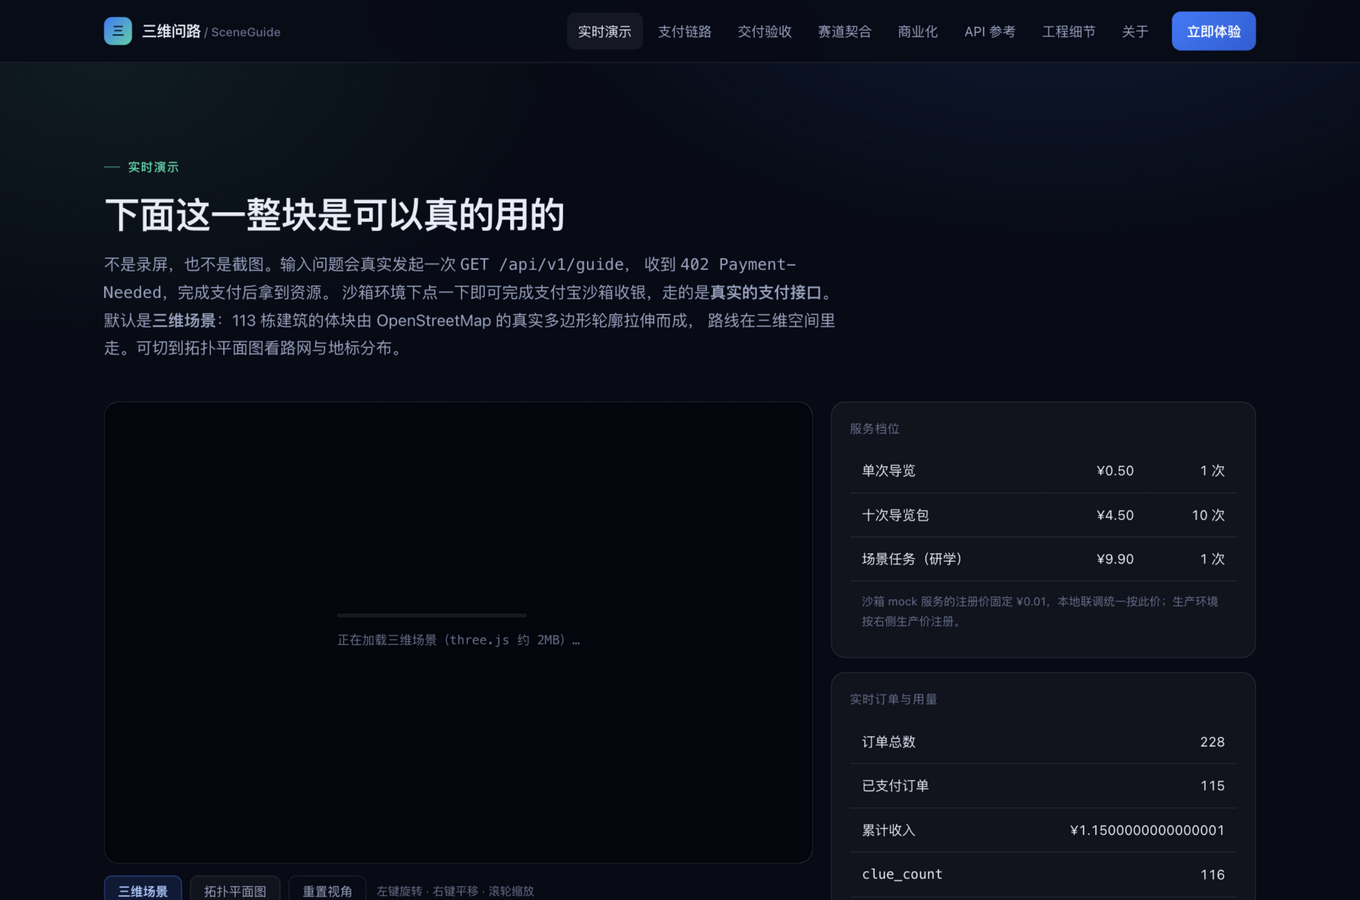 三 三维问路 / SceneGuide 实时演示 支付链路 交付验收 赛道契合 商业化 API 参考 工程细节 关于 立即体验
实时演示
下面这一整块是可以真的用的
不是录屏，也不是截图。输入问题会真实发起一次 GET /api/v1/guide， 收到 402 Payment-
Needed，完成支付后拿到资源。 沙箱环境下点一下即可完成支付宝沙箱收银，走的是真实的支付接口。
默认是三维场景：113 栋建筑的体块由 OpenStreetMap 的真实多边形轮廓拉伸而成， 路线在三维空间里
走。可切到拓扑平面图看路网与地标分布。
正在加载三维场景（three.js 约 2MB）…
三维场景 拓扑平面图 重置视角 左键旋转 · 右键平移 · 滚轮缩放
服务档位
单次导览 ¥0.50 1 次
十次导览包 ¥4.50 10 次
场景任务（研学） ¥9.90 1 次
沙箱 mock 服务的注册价固定 ¥0.01，本地联调统一按此价；生产环境
按右侧生产价注册。
实时订单与用量
订单总数 228
已支付订单 115
累计收入 ¥1.1500000000000001
clue_count 116